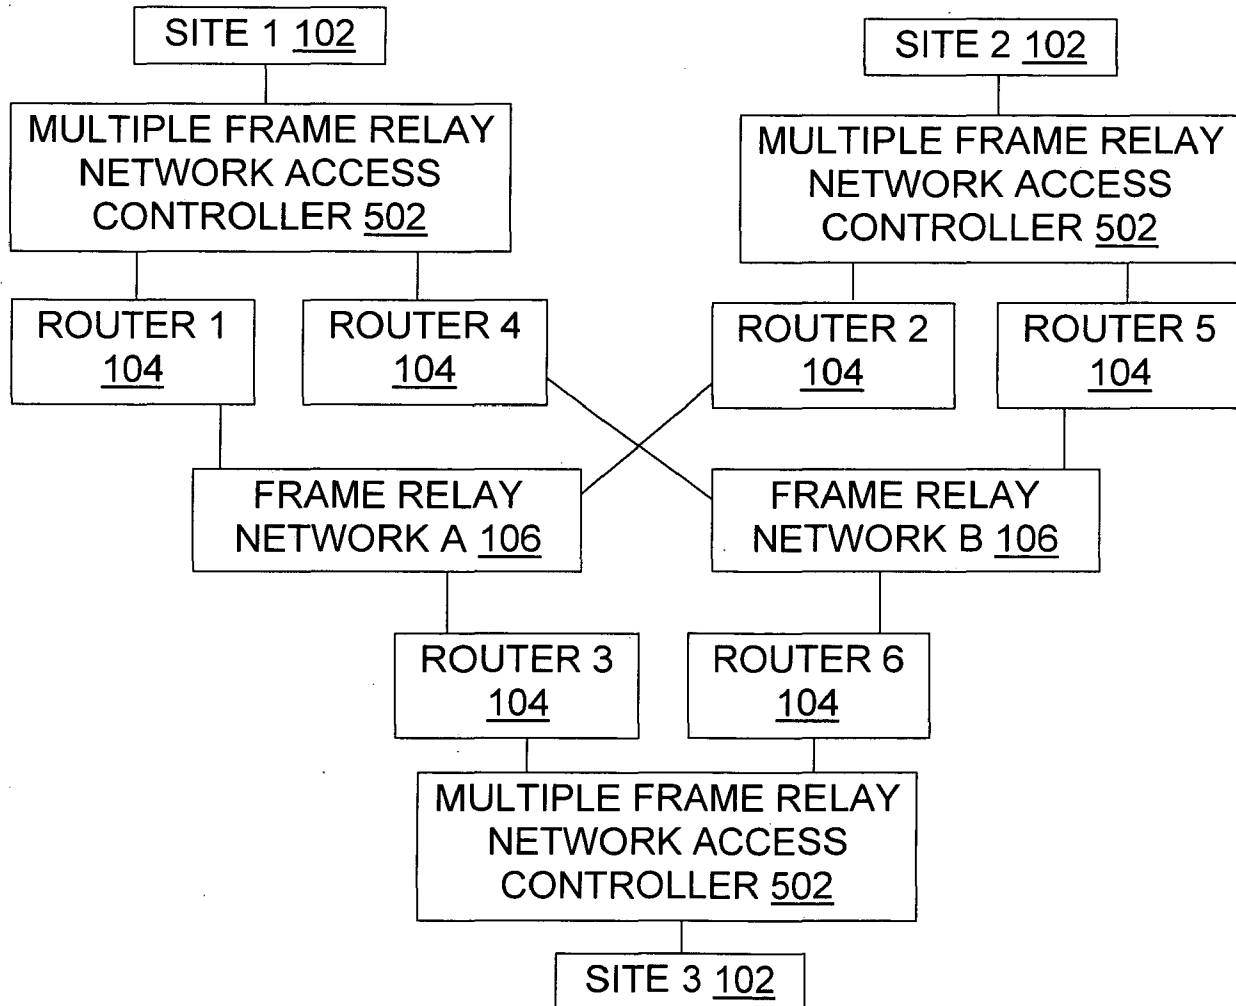 SITE 1 102
SITE 2 102
MULTIPLE FRAME RELAY
NETWORK ACCESS
CONTROLLER 502
MULTIPLE FRAME RELAY
NETWORK ACCESS
CONTROLLER 502
ROUTER 1
104
ROUTER 4
104
ROUTER 2
104
ROUTER 5
104
FRAME RELAY
NETWORK A 106
FRAME RELAY
NETWORK B 106
ROUTER 3
104
ROUTER 6
104
MULTIPLE FRAME RELAY
NETWORK ACCESS
CONTROLLER 502
SITE 3 102